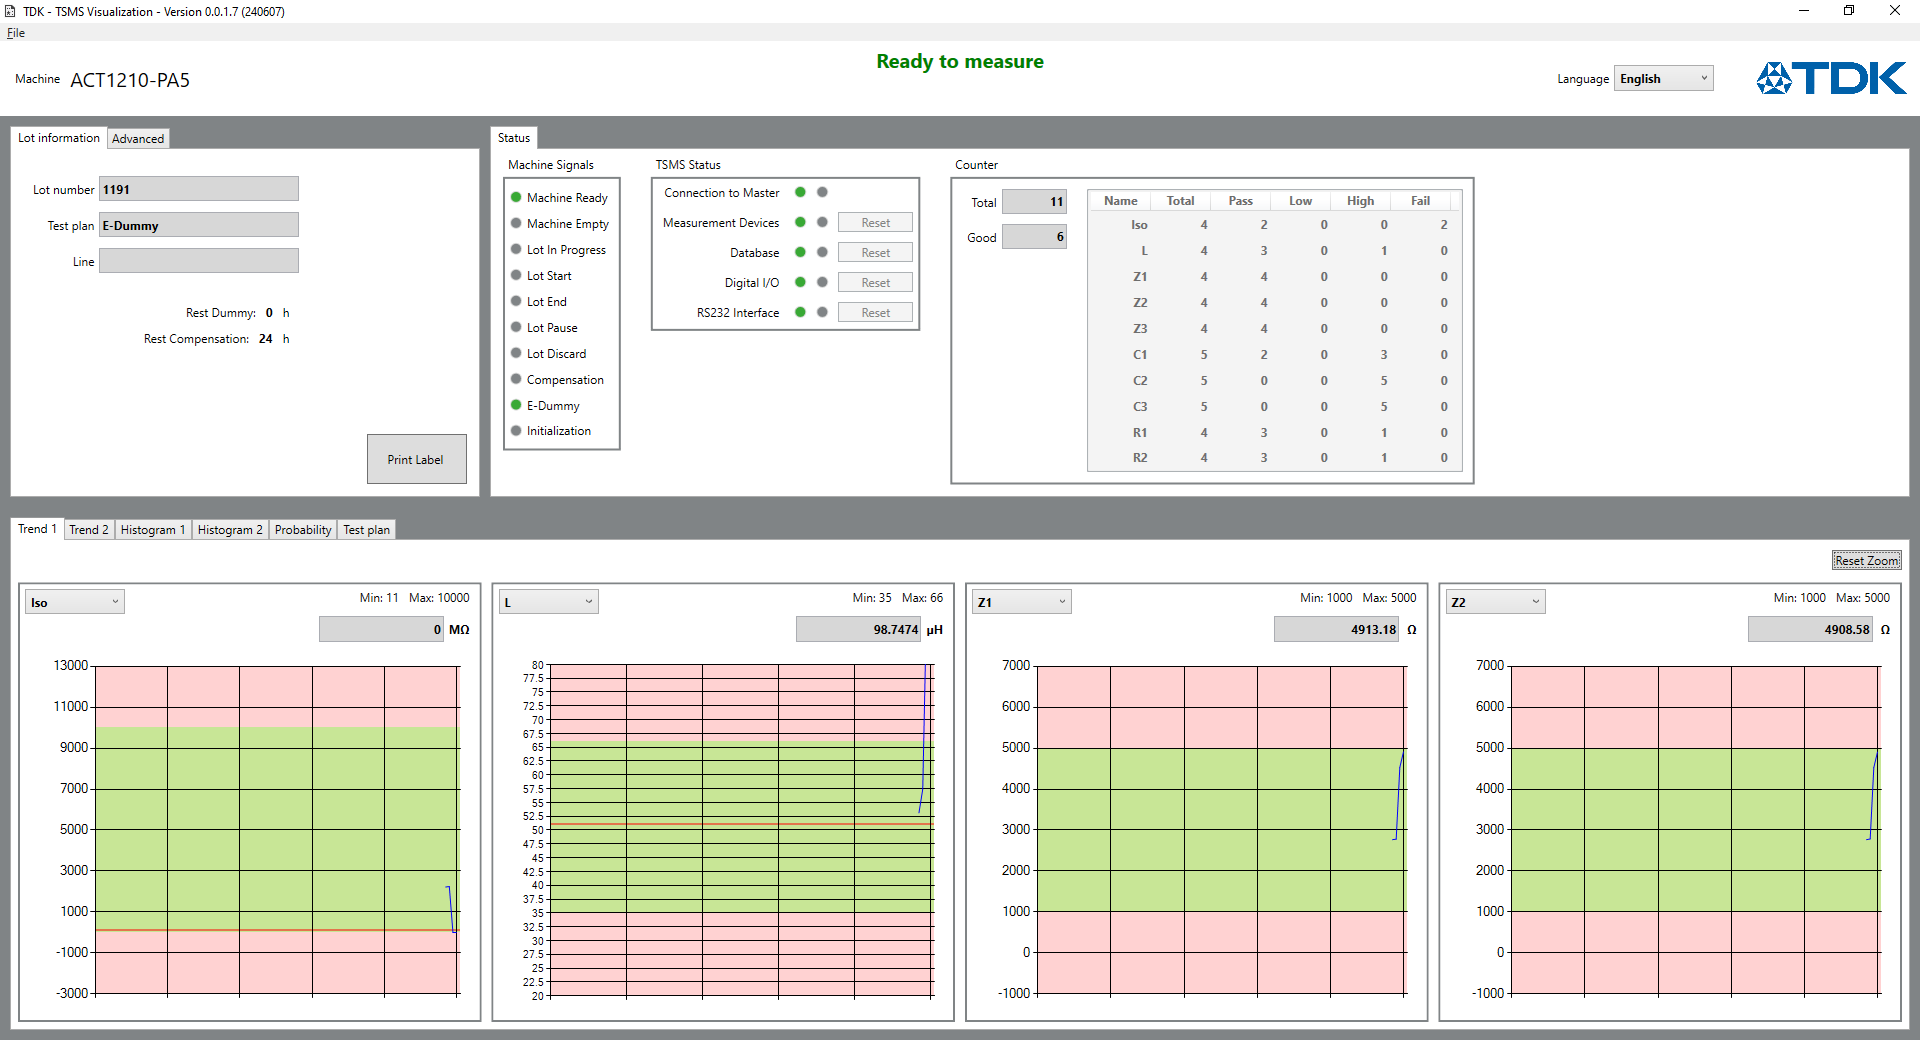 TDK - TSMS Visualization - Version 0.0.1.7 (240607)
File
Ready to measure
Machine ACT1210-PA5
Language English
TDK
Lot information Advanced
Lot number 1191
Test plan E-Dummy
Line
Rest Dummy: 0 h
Rest Compensation: 24 h
Print Label
Status
Machine Signals
Machine Ready
Machine Empty
Lot In Progress
Lot Start
Lot End
Lot Pause
Lot Discard
Compensation
E-Dummy
Initialization
TSMS Status
Connection to Master
Measurement Devices Reset
Database Reset
Digital I/O Reset
RS232 Interface Reset
Counter
Total 11
Good 6
Name Total Pass Low High Fail
Iso 4 2 0 0 2
L 4 3 0 1 0
Z1 4 4 0 0 0
Z2 4 4 0 0 0
Z3 4 4 0 0 0
C1 5 2 0 3 0
C2 5 0 0 5 0
C3 5 0 0 5 0
R1 4 3 0 1 0
R2 4 3 0 1 0
Trend 1 Trend 2 Histogram 1 Histogram 2 Probability Test plan
Reset Zoom
Iso Min: 11 Max: 10000
0 MΩ
13000
11000
9000
7000
5000
3000
1000
-1000
-3000
L Min: 35 Max: 66
98.7474 µH
80
77.5
75
72.5
70
67.5
65
62.5
60
57.5
55
52.5
50
47.5
45
42.5
40
37.5
35
32.5
30
27.5
25
22.5
20
Z1 Min: 1000 Max: 5000
4913.18 Ω
7000
6000
5000
4000
3000
2000
1000
0
-1000
Z2 Min: 1000 Max: 5000
4908.58 Ω
7000
6000
5000
4000
3000
2000
1000
0
-1000